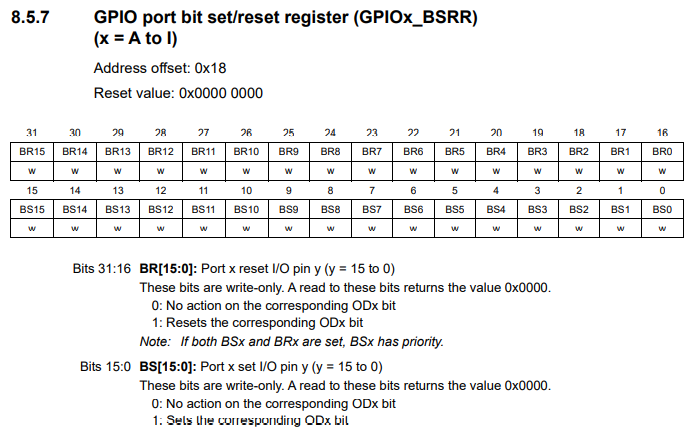 8.5.7 GPIO port bit set/reset register (GPIOx_BSRR)
(x = A to I)
Address offset: 0x18
Reset value: 0x0000 0000
31 30 29 28 27 26 25 24 23 22 21 20 19 18 17 16
BR15 BR14 BR13 BR12 BR11 BR10 BR9 BR8 BR7 BR6 BR5 BR4 BR3 BR2 BR1 BR0
w w w w w w w w w w w w w w w w
15 14 13 12 11 10 9 8 7 6 5 4 3 2 1 0
BS15 BS14 BS13 BS12 BS11 BS10 BS9 BS8 BS7 BS6 BS5 BS4 BS3 BS2 BS1 BS0
w w w w w w w w w w w w w w w w
Bits 31:16 BR[15:0]: Port x reset I/O pin y (y = 15 to 0)
These bits are write-only. A read to these bits returns the value 0x0000.
0: No action on the corresponding ODx bit
1: Resets the corresponding ODx bit
Note: If both BSx and BRx are set, BSx has priority.
Bits 15:0 BS[15:0]: Port x set I/O pin y (y = 15 to 0)
These bits are write-only. A read to these bits returns the value 0x0000.
0: No action on the corresponding ODx bit
1: Sets the corresponding ODx bit